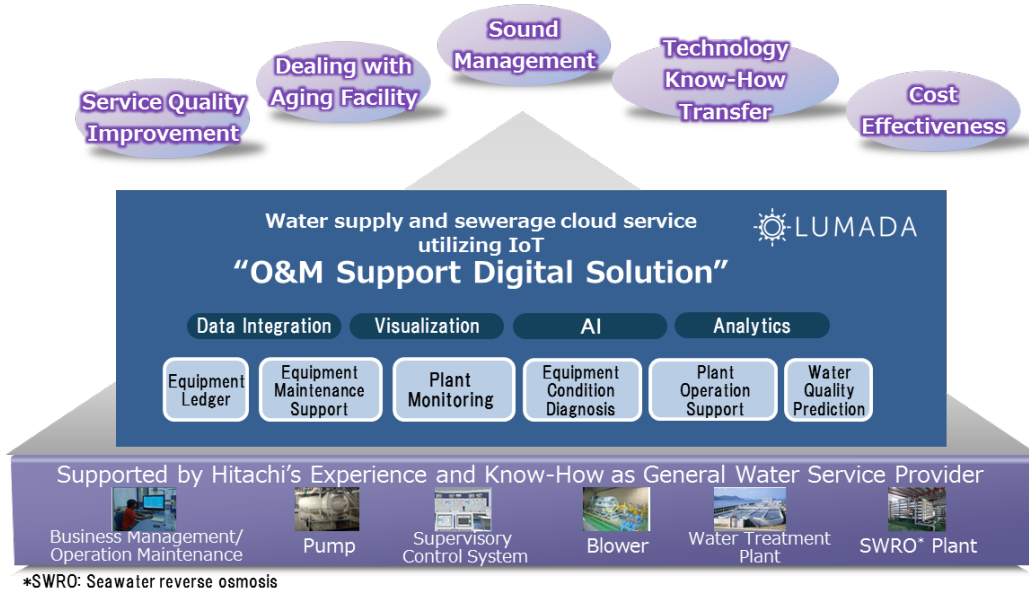 Sound
Management
Dealing with
Aging Facility
Technology
Know-How
Transfer
Service Quality
Improvement
Cost
Effectiveness
Water supply and sewerage cloud service
utilizing IoT
“O&M Support Digital Solution”
LUMADA
Data Integration
Visualization
AI
Analytics
Equipment
Ledger
Equipment
Maintenance
Support
Plant
Monitoring
Equipment
Condition
Diagnosis
Plant
Operation
Support
Water
Quality
Prediction
Supported by Hitachi’s Experience and Know-How as General Water Service Provider
Business Management/
Operation Maintenance
Pump
Supervisory
Control System
Blower
Water Treatment
Plant
SWRO* Plant
*SWRO: Seawater reverse osmosis